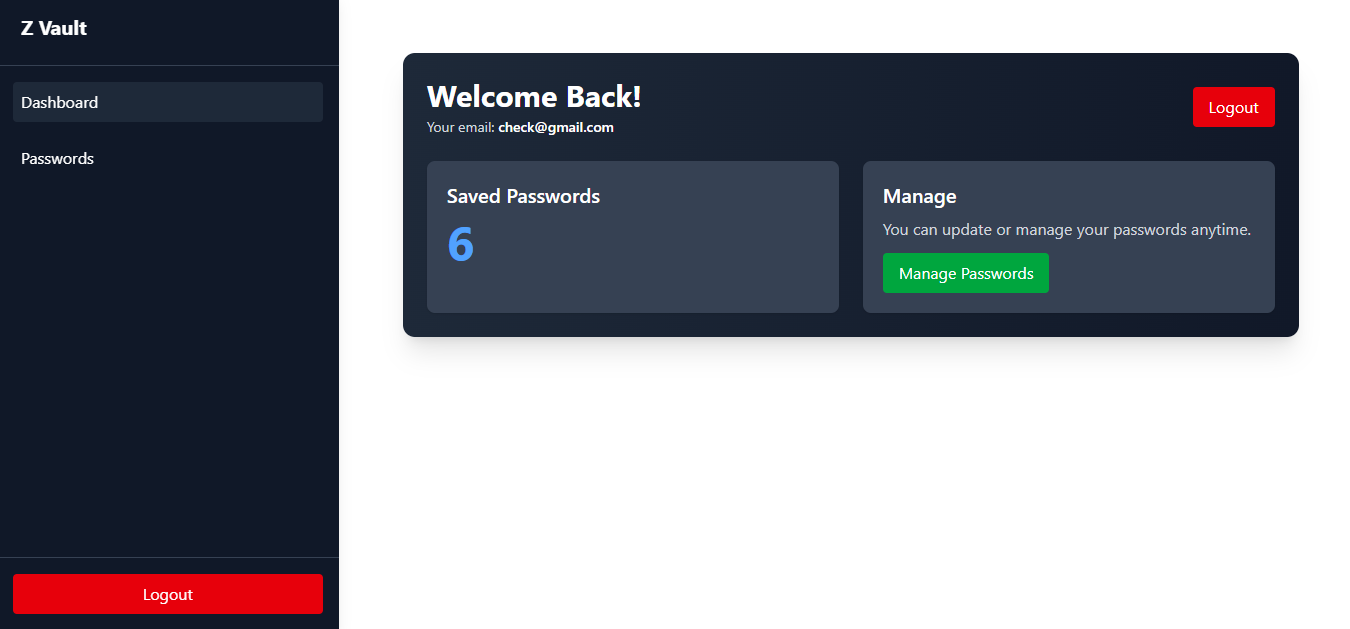 Z Vault
Dashboard
Passwords
Logout
Welcome Back!
Your email: check@gmail.com
Logout
Saved Passwords
6
Manage
You can update or manage your passwords anytime.
Manage Passwords